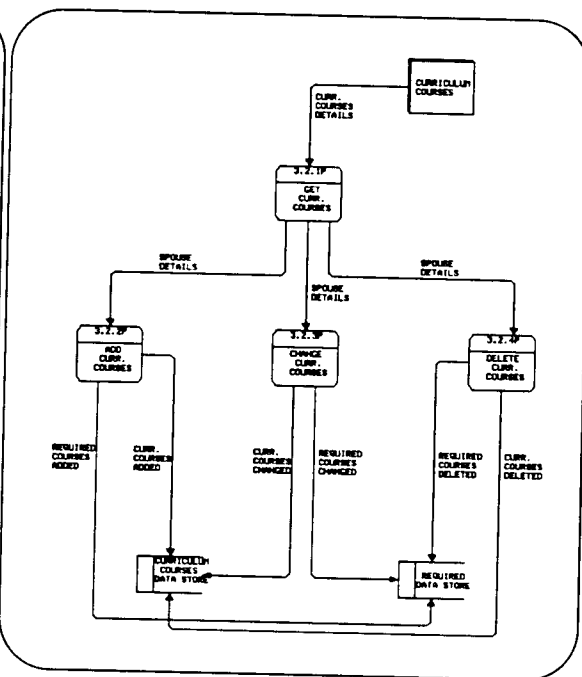 CURRICULUM
COURSES
CURR.
COURSES
DETAILS
3.2.1P
GET
CURR.
COURSES
SPOUSE
DETAILS
SPOUSE
DETAILS
SPOUSE
DETAILS
3.2.2P
ADD
CURR.
COURSES
3.2.3P
CHANGE
CURR.
COURSES
3.2.4P
DELETE
CURR.
COURSES
REQUIRED
COURSES
ADDED
CURR.
COURSES
ADDED
CURR.
COURSES
CHANGED
REQUIRED
COURSES
CHANGED
REQUIRED
COURSES
DELETED
CURR.
COURSES
DELETED
CURRICULUM
COURSES
DATA STORE
REQUIRED
DATA STORE